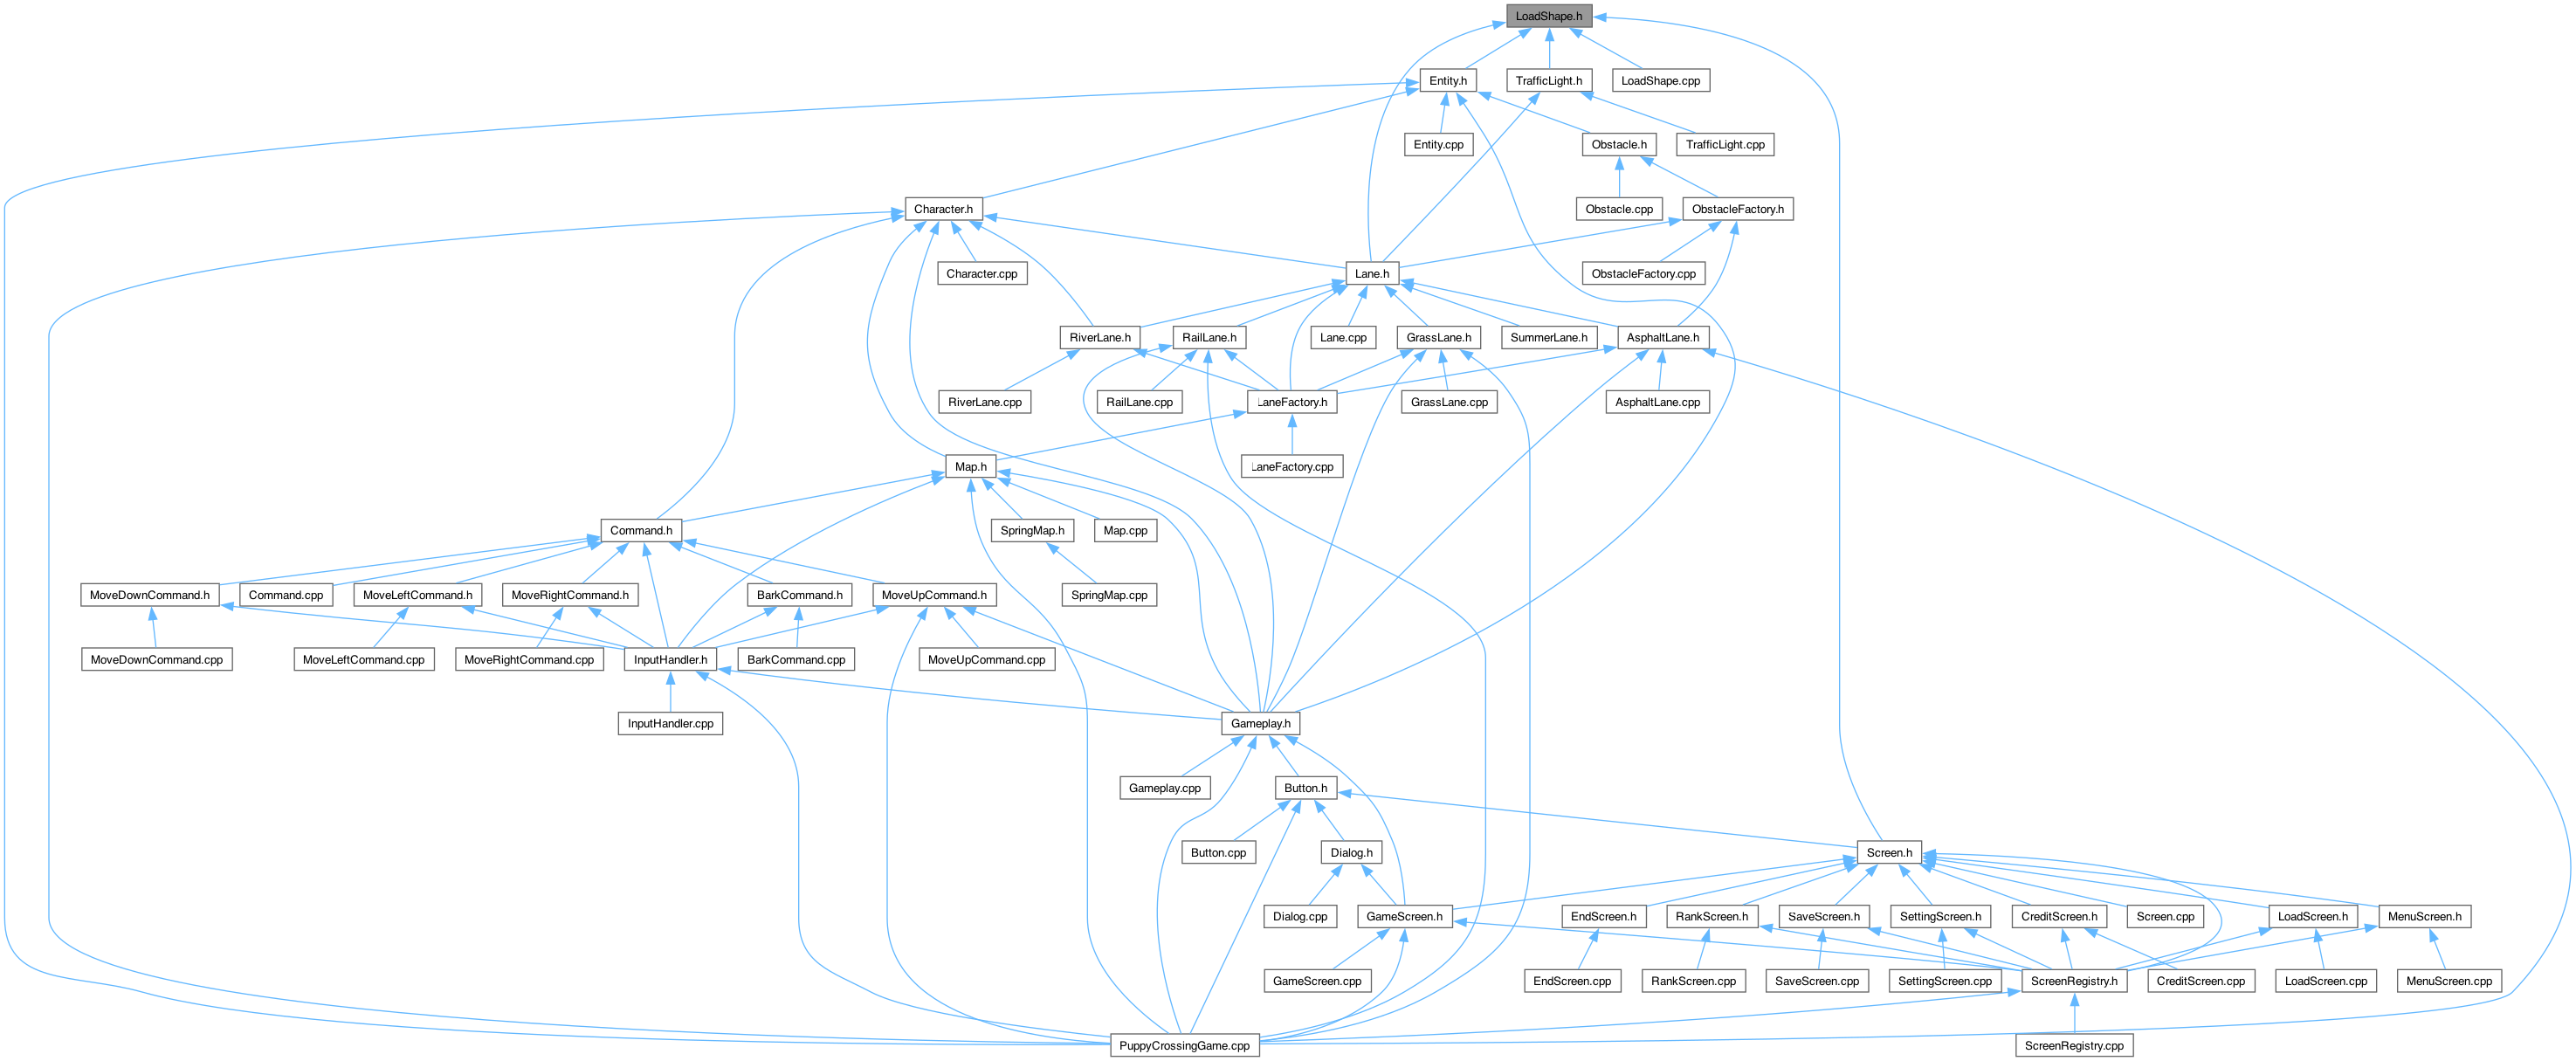 LoadShape.h
Entity.h
TrafficLight.h
LoadShape.cpp
Entity.cpp
Obstacle.h
TrafficLight.cpp
Character.h
Obstacle.cpp
ObstacleFactory.h
Character.cpp
Lane.h
ObstacleFactory.cpp
RiverLane.h
RailLane.h
Lane.cpp
GrassLane.h
SummerLane.h
AsphaltLane.h
RiverLane.cpp
RailLane.cpp
LaneFactory.h
GrassLane.cpp
AsphaltLane.cpp
Map.h
LaneFactory.cpp
Command.h
SpringMap.h
Map.cpp
MoveDownCommand.h
Command.cpp
MoveLeftCommand.h
MoveRightCommand.h
BarkCommand.h
MoveUpCommand.h
SpringMap.cpp
MoveDownCommand.cpp
MoveLeftCommand.cpp
MoveRightCommand.cpp
InputHandler.h
BarkCommand.cpp
MoveUpCommand.cpp
InputHandler.cpp
Gameplay.h
Gameplay.cpp
Button.h
Button.cpp
Dialog.h
Screen.h
Dialog.cpp
GameScreen.h
EndScreen.h
RankScreen.h
SaveScreen.h
SettingScreen.h
CreditScreen.h
Screen.cpp
LoadScreen.h
MenuScreen.h
GameScreen.cpp
EndScreen.cpp
RankScreen.cpp
SaveScreen.cpp
SettingScreen.cpp
ScreenRegistry.h
CreditScreen.cpp
LoadScreen.cpp
MenuScreen.cpp
PuppyCrossingGame.cpp
ScreenRegistry.cpp